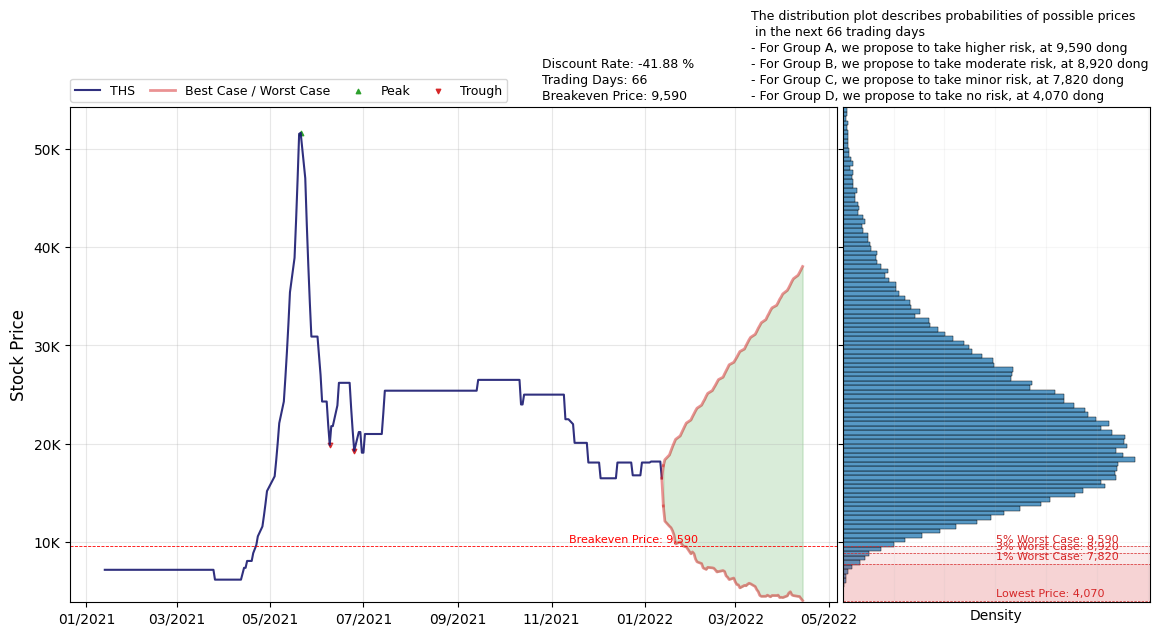 The distribution plot describes probabilities of possible prices
in the next 66 trading days
- For Group A, we propose to take higher risk, at 9,590 dong
- For Group B, we propose to take moderate risk, at 8,920 dong
- For Group C, we propose to take minor risk, at 7,820 dong
- For Group D, we propose to take no risk, at 4,070 dong
Discount Rate: -41.88 %
Trading Days: 66
Breakeven Price: 9,590
THS
Best Case / Worst Case
Peak
Trough
Stock Price
50K
40K
30K
20K
10K
Breakeven Price: 9,590
5% Worst Case: 9,590
3% Worst Case: 8,920
1% Worst Case: 7,820
Lowest Price: 4,070
01/2021
03/2021
05/2021
07/2021
09/2021
11/2021
01/2022
03/2022
05/2022
Density